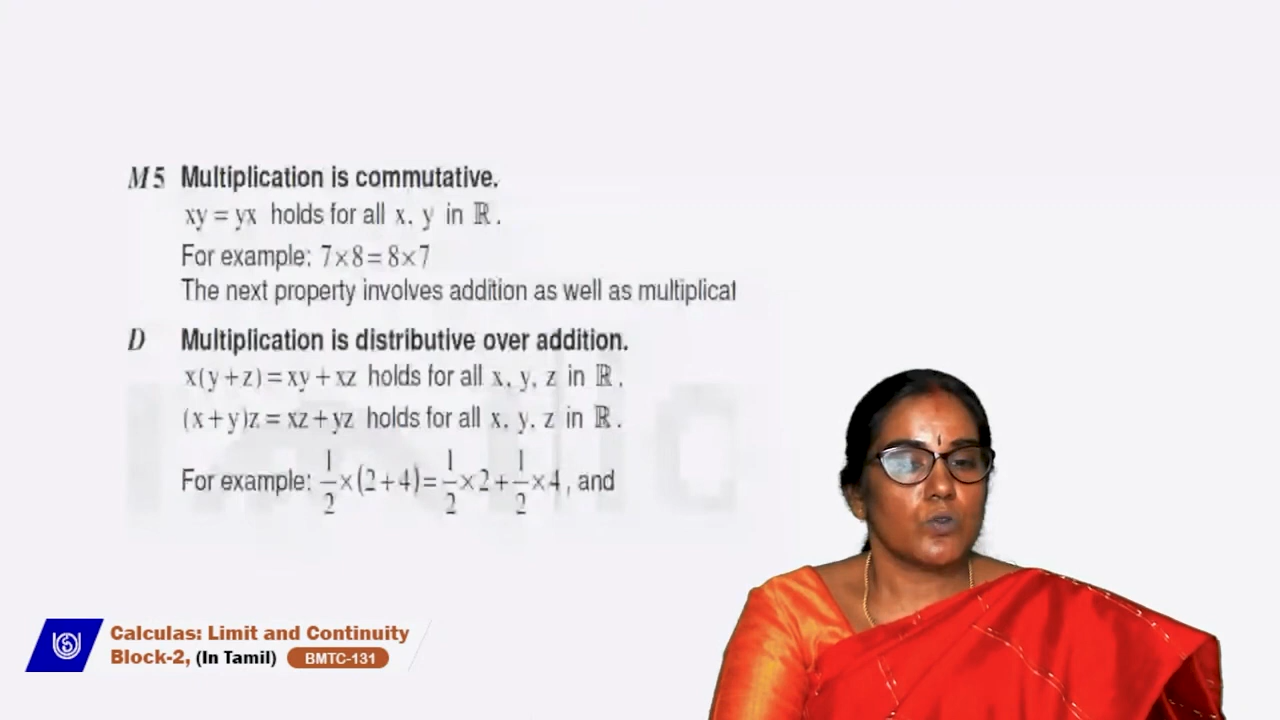 M5 Multiplication is commutative.
xy = yx holds for all x, y in ℝ.
For example: 7×8 = 8×7
The next property involves addition as well as multiplicat
D Multiplication is distributive over addition.
x(y+z) = xy + xz holds for all x, y, z in ℝ.
(x+y)z = xz + yz holds for all x, y, z in ℝ.
For example: 1/2 ×(2+4) = 1/2 ×2 + 1/2 ×4, and
Calculas: Limit and Continuity
Block-2, (In Tamil) BMTC-131